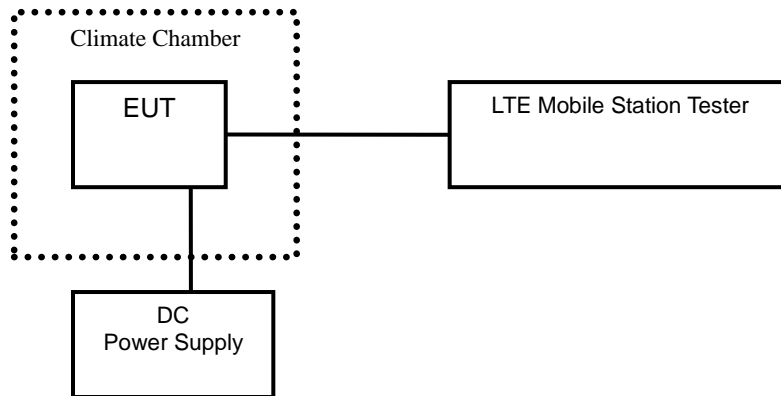 Climate Chamber
EUT
LTE Mobile Station Tester
DC
Power Supply